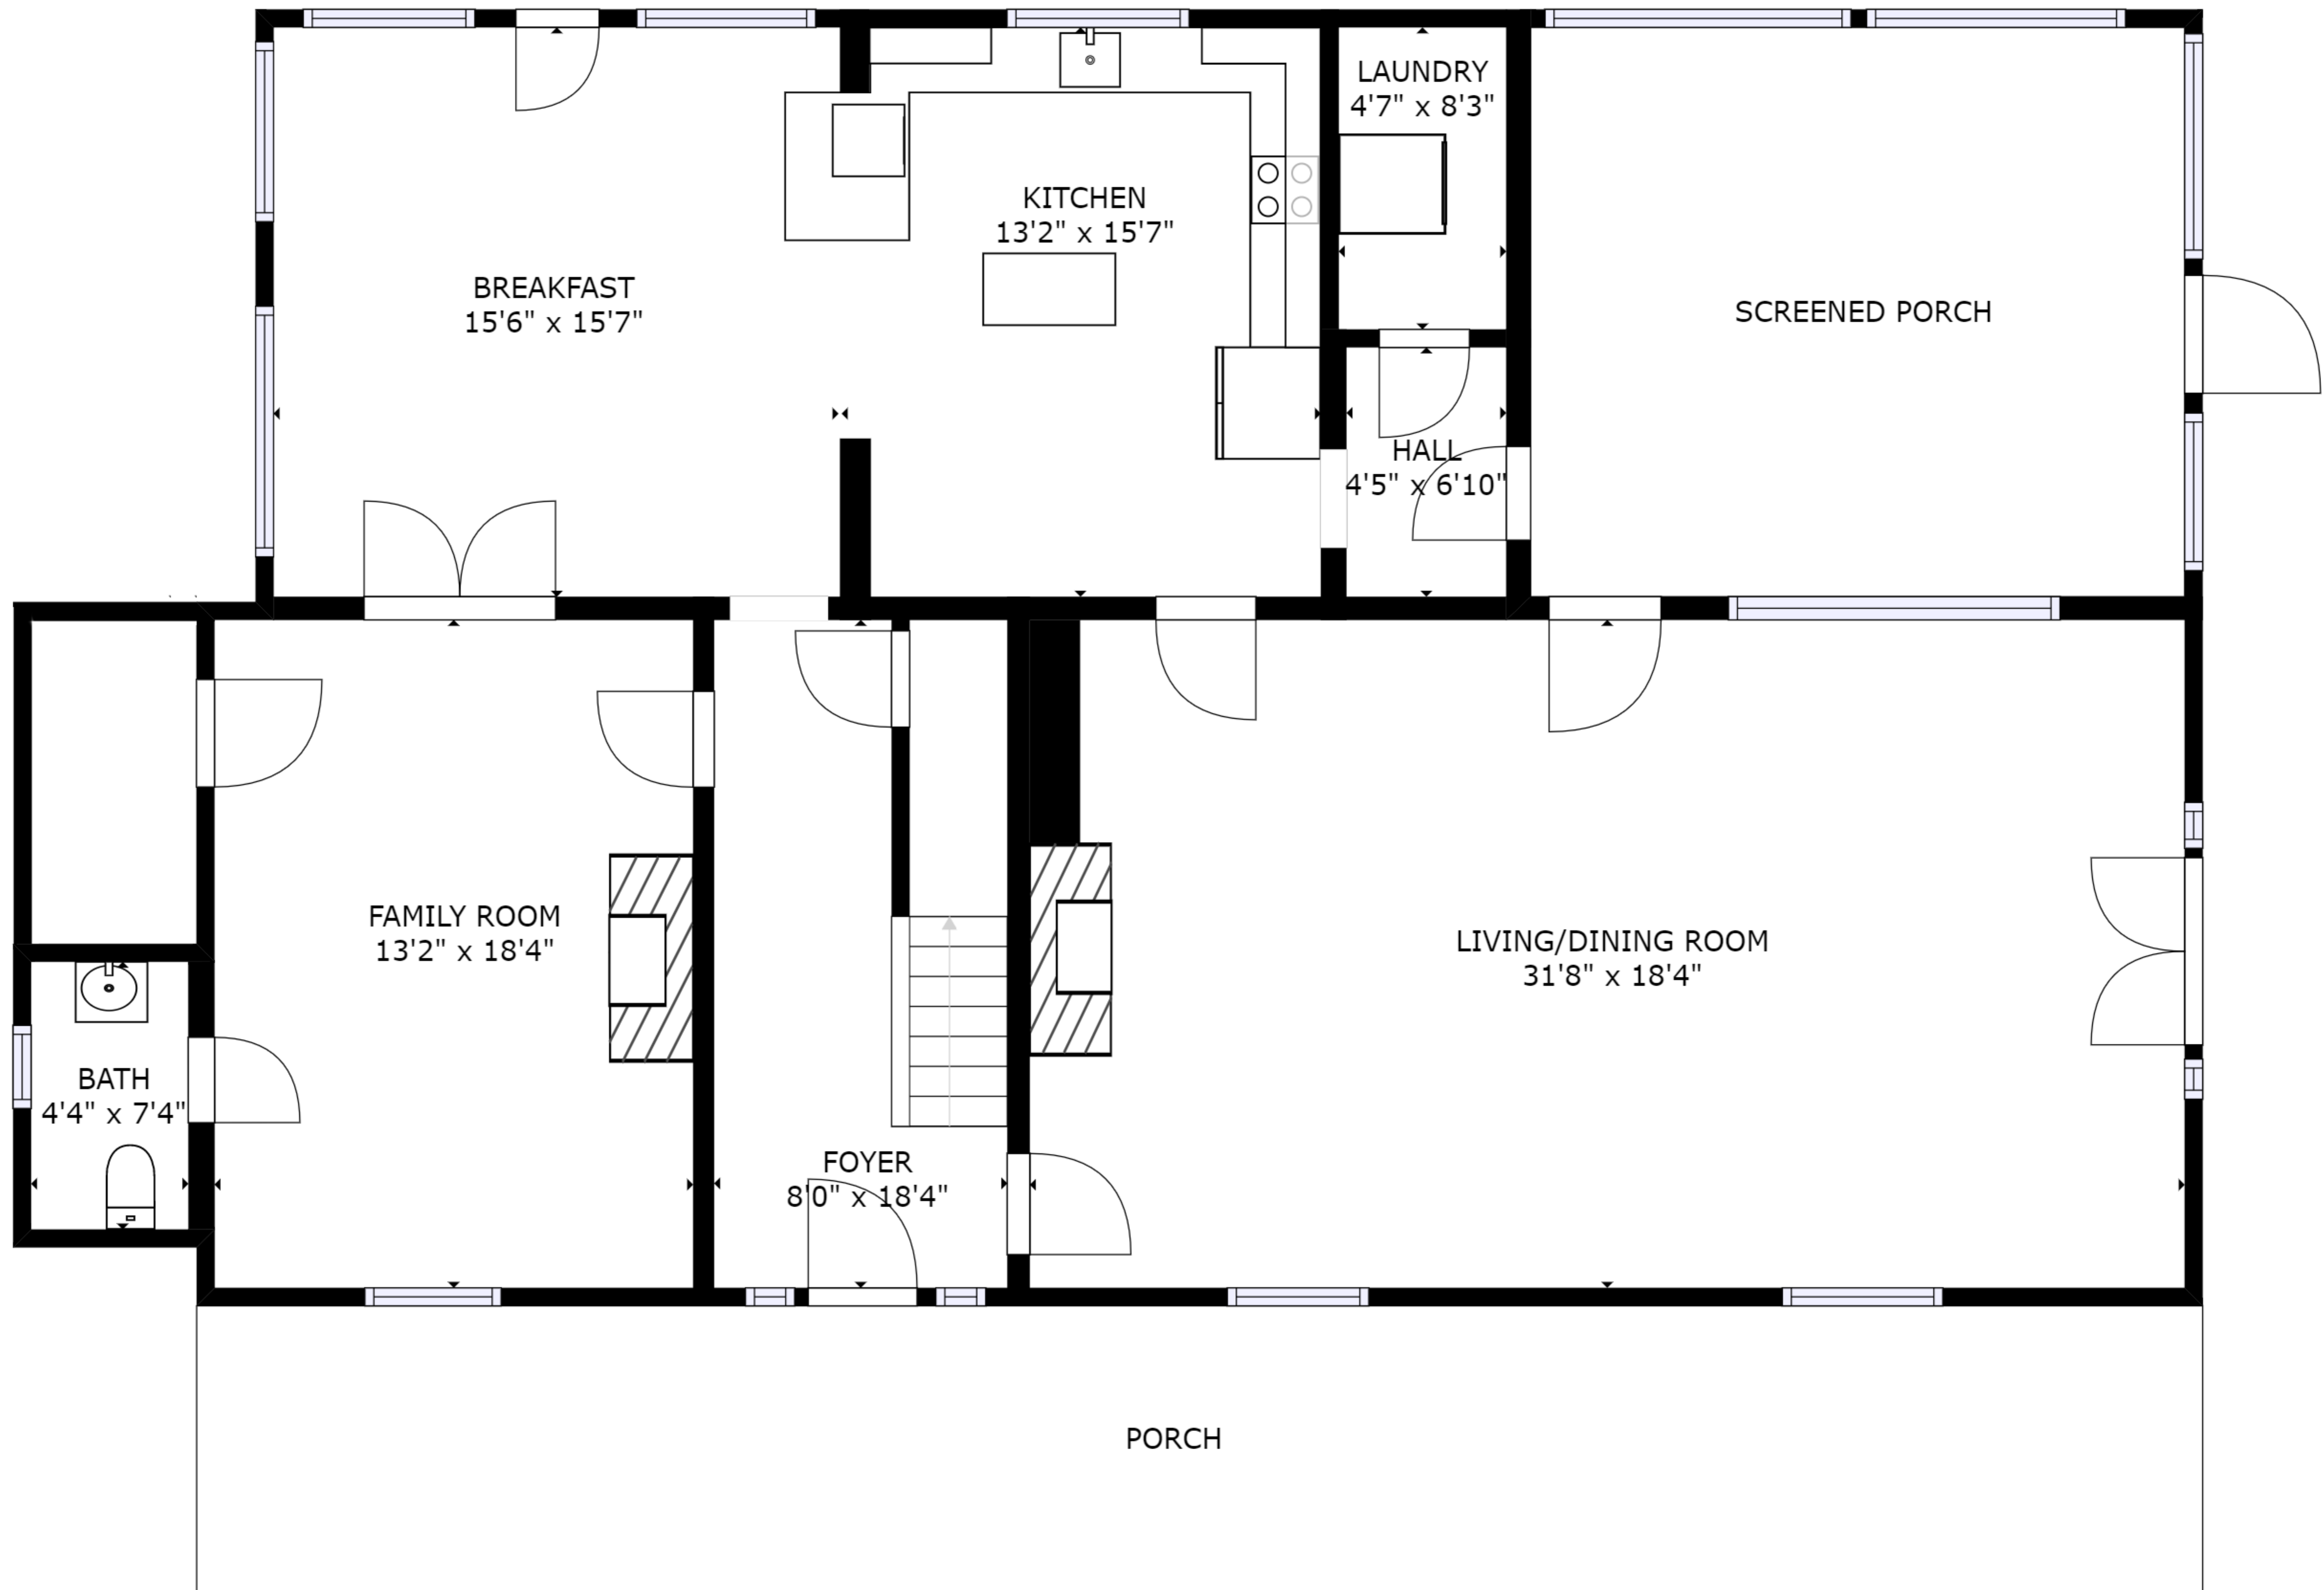 LAUNDRY
4'7" x 8'3"
KITCHEN
13'2" x 15'7"
BREAKFAST
15'6" x 15'7"
SCREENED PORCH
HALL
4'5" x 6'10"
FAMILY ROOM
13'2" x 18'4"
LIVING/DINING ROOM
31'8" x 18'4"
BATH
4'4" x 7'4"
FOYER
8'0" x 18'4"
PORCH